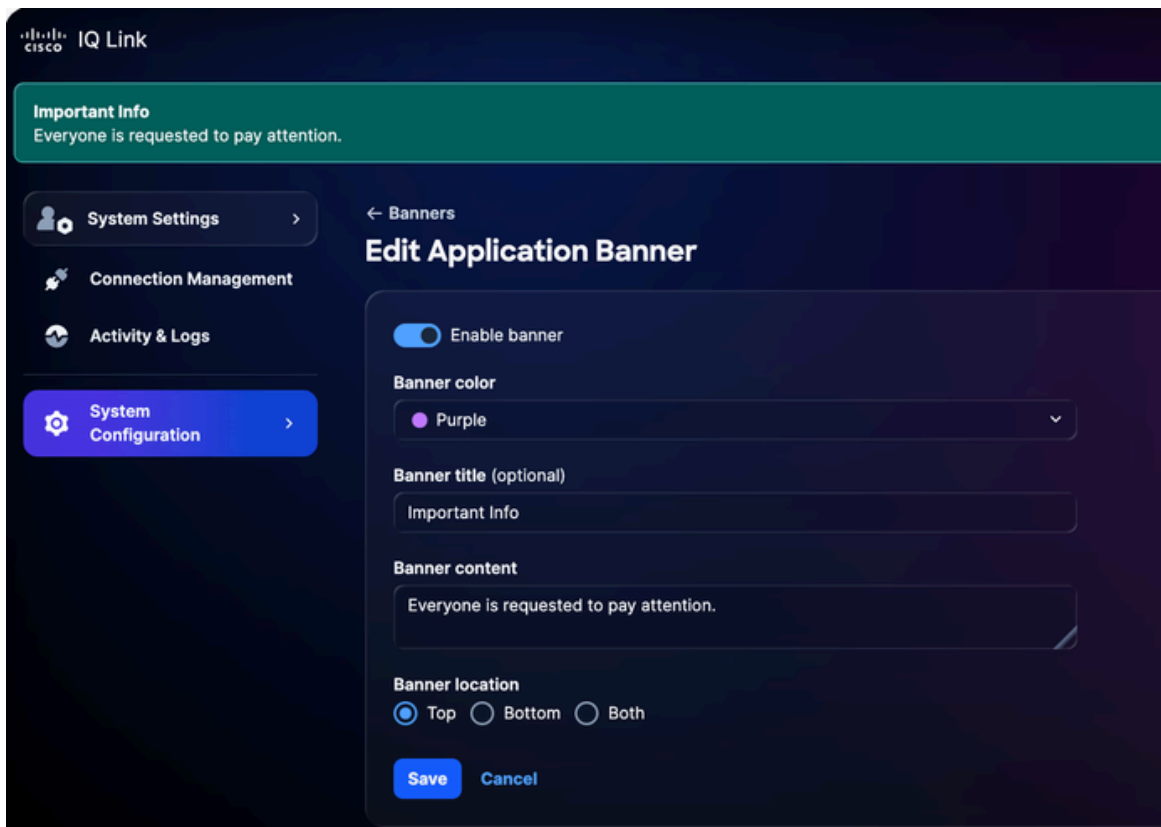 cisco IQ Link
Important Info
Everyone is requested to pay attention.
System Settings
Connection Management
Activity & Logs
System
Configuration
← Banners
Edit Application Banner
Enable banner
Banner color
Purple
Banner title (optional)
Important Info
Banner content
Everyone is requested to pay attention.
Banner location
Top Bottom Both
Save Cancel